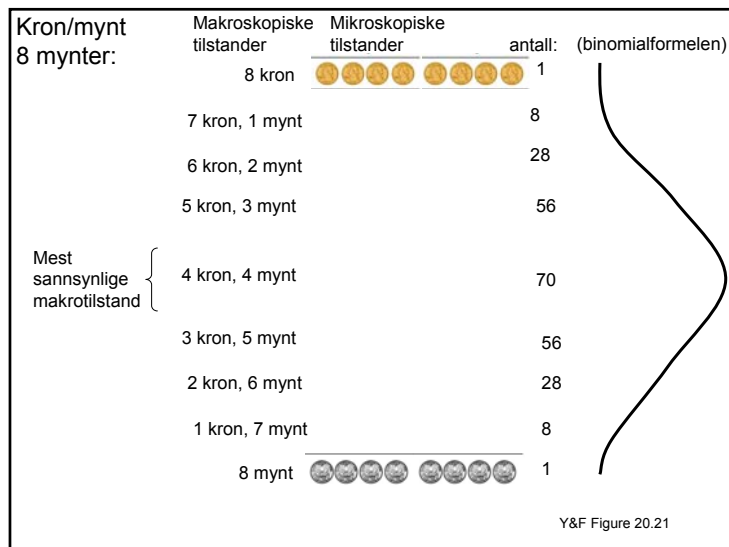 Kron/mynt
8 mynter:
Makroskopiske
tilstander
Mikroskopiske
tilstander
antall:
(binomialformelen)
8 kron 1
7 kron, 1 mynt 8
6 kron, 2 mynt 28
5 kron, 3 mynt 56
Mest
sannsynlige
makrotilstand
4 kron, 4 mynt 70
3 kron, 5 mynt 56
2 kron, 6 mynt 28
1 kron, 7 mynt 8
8 mynt 1
Y&F Figure 20.21